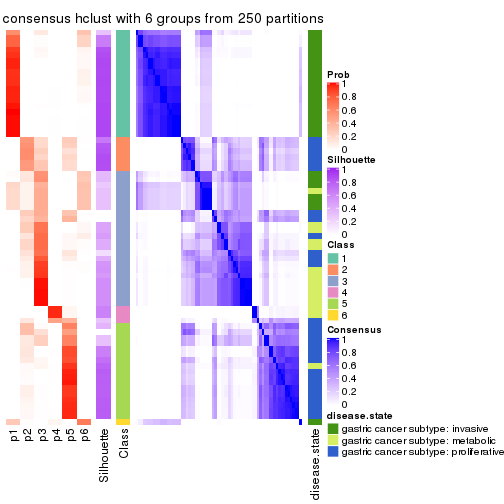 consensus hclust with 6 groups from 250 partitions
Prob
1
0.8
0.6
0.4
0.2
0
Silhouette
1
0.8
0.6
0.4
0.2
0
Class
1
2
3
4
5
6
Consensus
1
0.8
0.6
0.4
0.2
0
disease.state
gastric cancer subtype: invasive
gastric cancer subtype: metabolic
gastric cancer subtype: proliferative
p1
p2
p3
p4
p5
p6
Silhouette
Class
disease.state